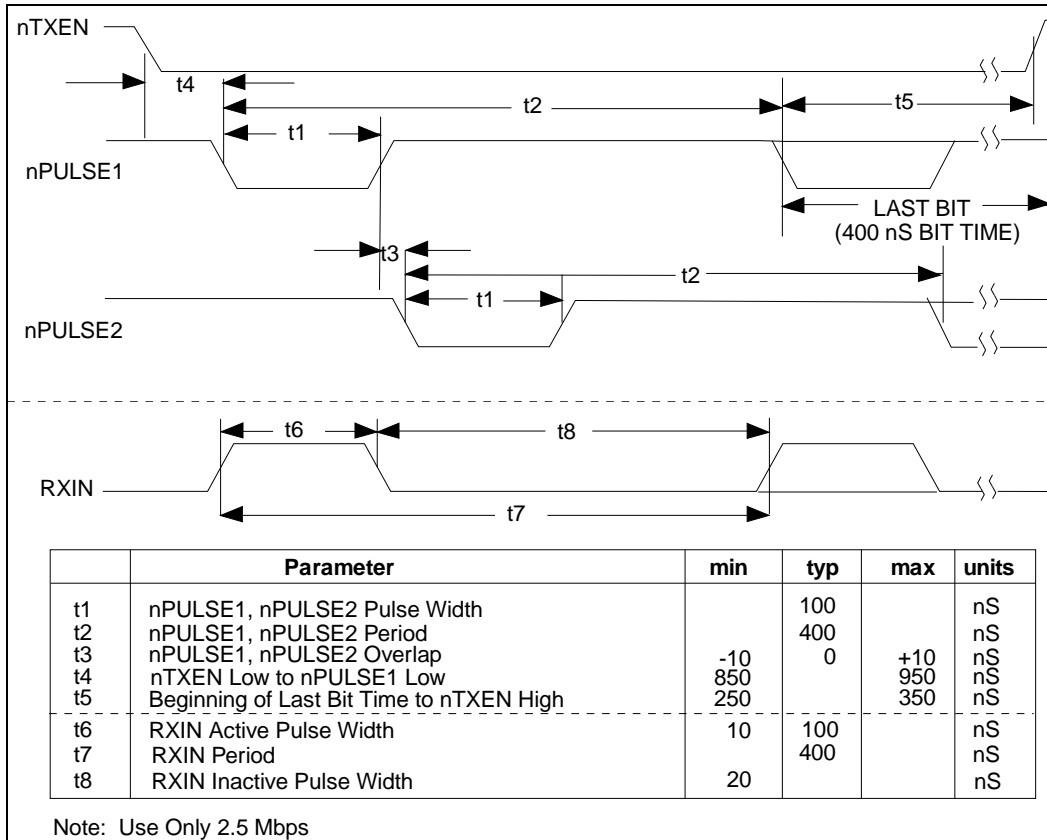 nTXEN
t4
t2
t5
t1
nPULSE1
LAST BIT
(400 nS BIT TIME)
t3
t2
t1
nPULSE2
t6
t8
RXIN
t7
Parameter min typ max units
t1 nPULSE1, nPULSE2 Pulse Width 100 nS
t2 nPULSE1, nPULSE2 Period 400 nS
t3 nPULSE1, nPULSE2 Overlap -10 0 +10 nS
t4 nTXEN Low to nPULSE1 Low 850 950 nS
t5 Beginning of Last Bit Time to nTXEN High 250 350 nS
t6 RXIN Active Pulse Width 10 100 nS
t7 RXIN Period 400 nS
t8 RXIN Inactive Pulse Width 20 nS
Note: Use Only 2.5 Mbps